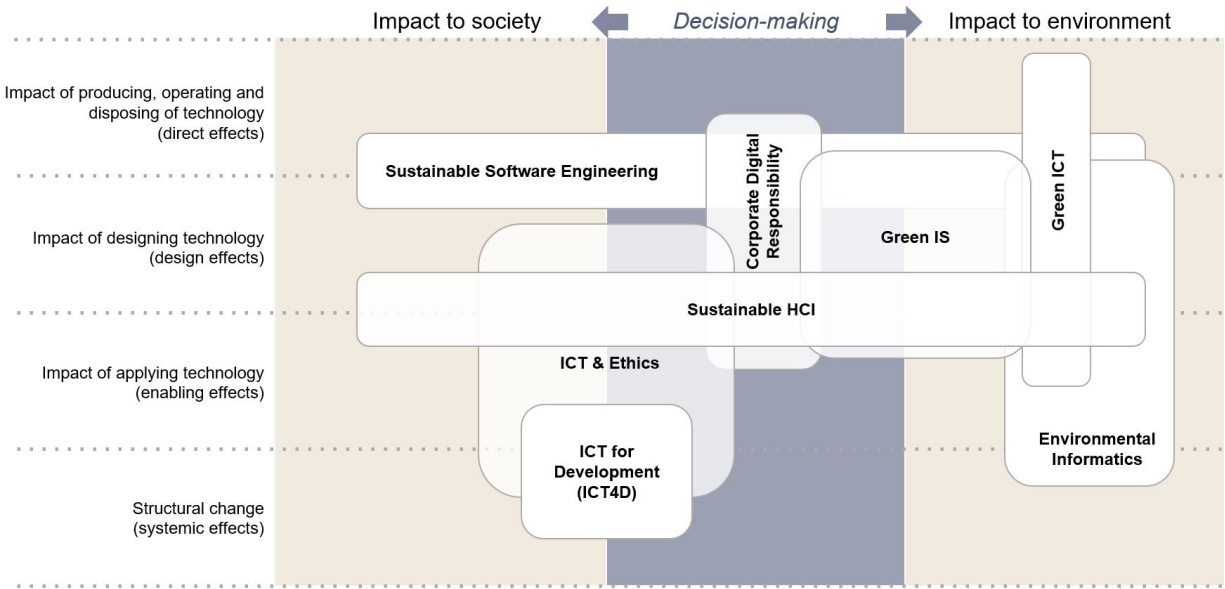 Impact to society
Decision-making
Impact to environment
Impact of producing, operating and
disposing of technology
(direct effects)
Impact of designing technology
(design effects)
Impact of applying technology
(enabling effects)
Structural change
(systemic effects)
Sustainable Software Engineering
Corporate Digital
Responsibility
Green IS
Green ICT
Sustainable HCI
ICT & Ethics
ICT for
Development
(ICT4D)
Environmental
Informatics